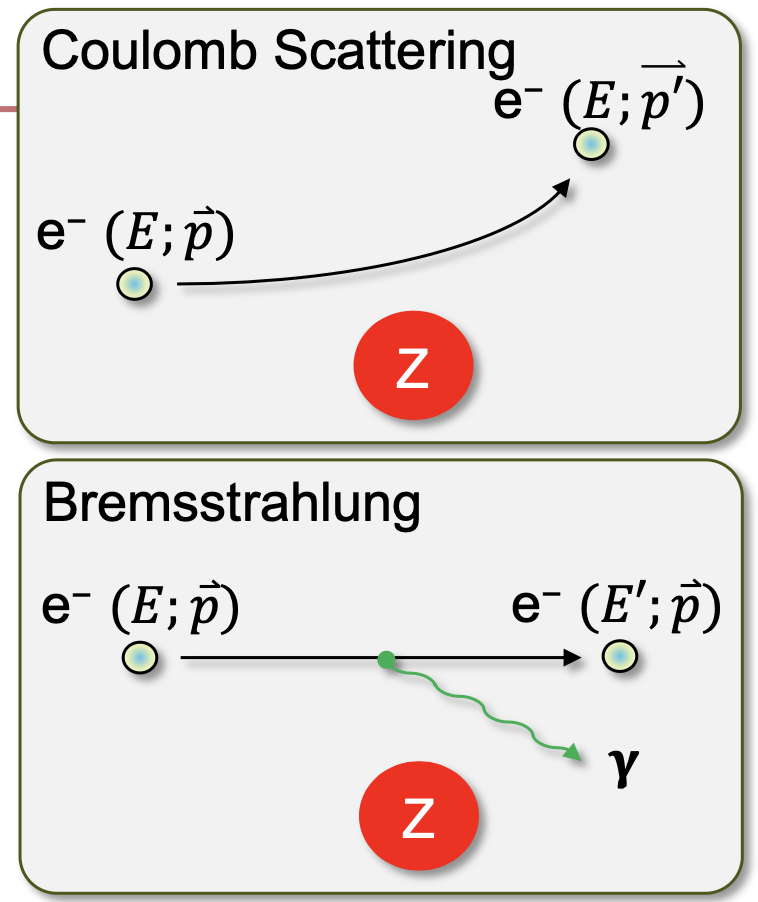 Coulomb Scattering
e⁻ (E; p⃗′)
e⁻ (E; p⃗)
Z
Bremsstrahlung
e⁻ (E; p⃗) e⁻ (E′; p⃗)
γ
Z